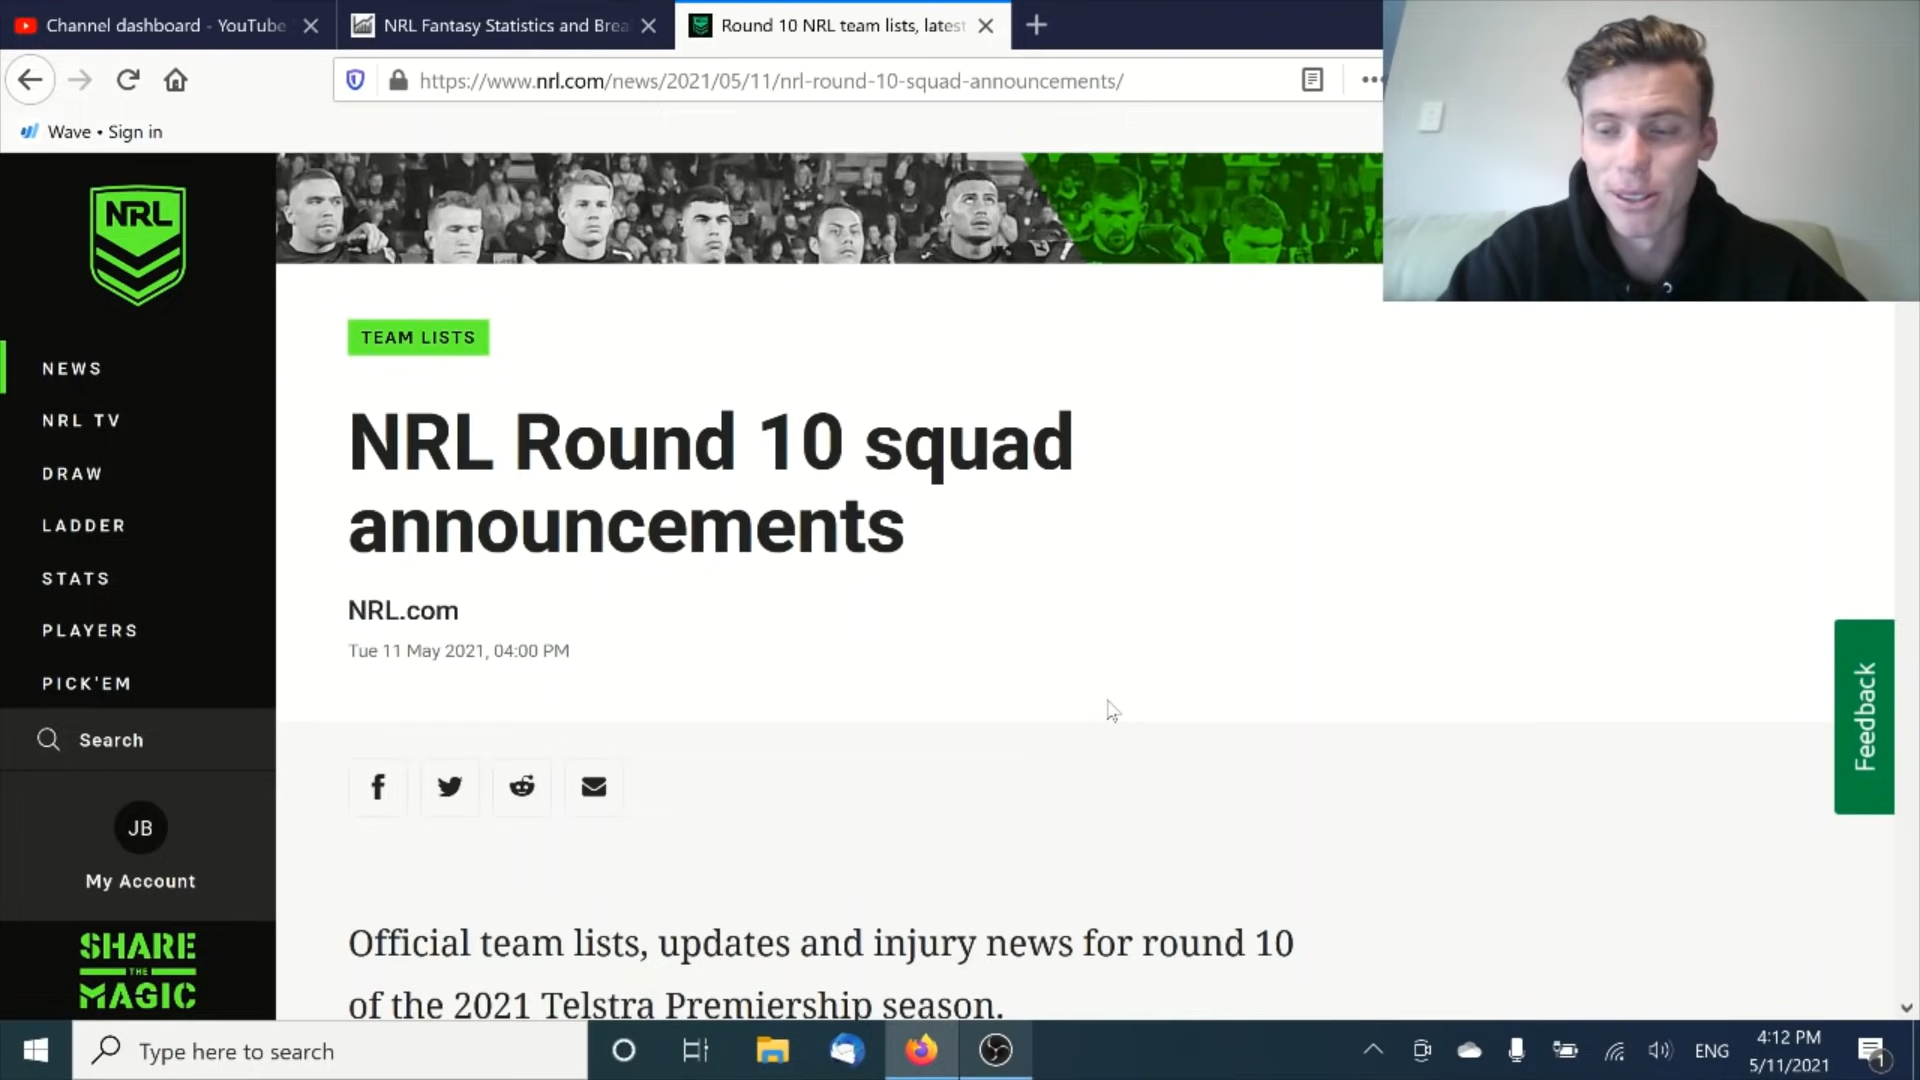 Channel dashboard - YouTube
NRL Fantasy Statistics and Brea
Round 10 NRL team lists, latest
https://www.nrl.com/news/2021/05/11/nrl-round-10-squad-announcements/
Wave • Sign in
NRL
TEAM LISTS
NEWS
NRL TV
DRAW
LADDER
STATS
PLAYERS
PICK'EM
Search
JB
My Account
SHARE
THE
MAGIC
NRL Round 10 squad
announcements
NRL.com
Tue 11 May 2021, 04:00 PM
Feedback
Official team lists, updates and injury news for round 10
of the 2021 Telstra Premiership season.
Type here to search
ENG
4:12 PM
5/11/2021
1